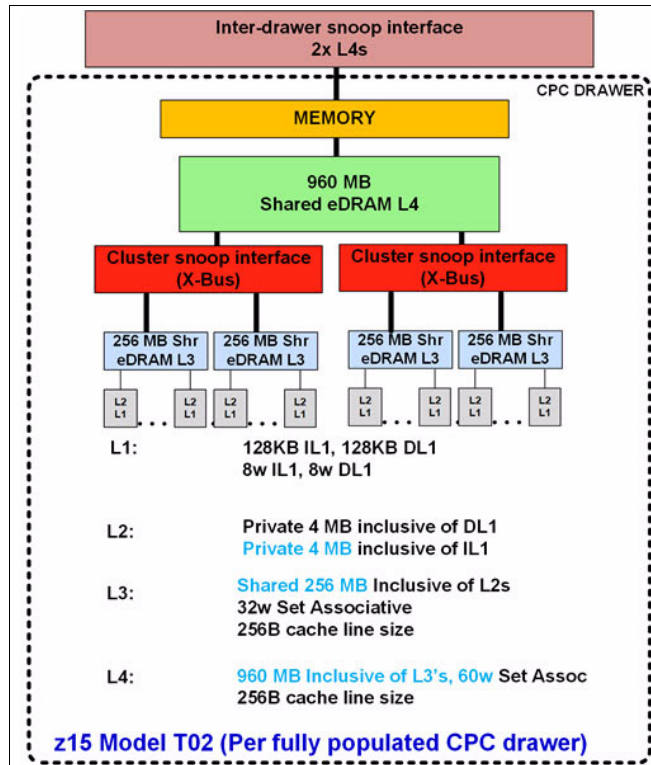 Inter-drawer snoop interface
2x L4s
CPC DRAWER
MEMORY
960 MB
Shared eDRAM L4
Cluster snoop interface
(X-Bus)
Cluster snoop interface
(X-Bus)
256 MB Shr
eDRAM L3
256 MB Shr
eDRAM L3
256 MB Shr
eDRAM L3
256 MB Shr
eDRAM L3
L2
L1
...
L2
L1
...
L2
L1
...
L2
L1
L2
L1
...
L2
L1
...
L2
L1
...
L2
L1
L1: 128KB IL1, 128KB DL1
8w IL1, 8w DL1
L2: Private 4 MB inclusive of DL1
Private 4 MB inclusive of IL1
L3: Shared 256 MB Inclusive of L2s
32w Set Associative
256B cache line size
L4: 960 MB Inclusive of L3's, 60w Set Assoc
256B cache line size
z15 Model T02 (Per fully populated CPC drawer)